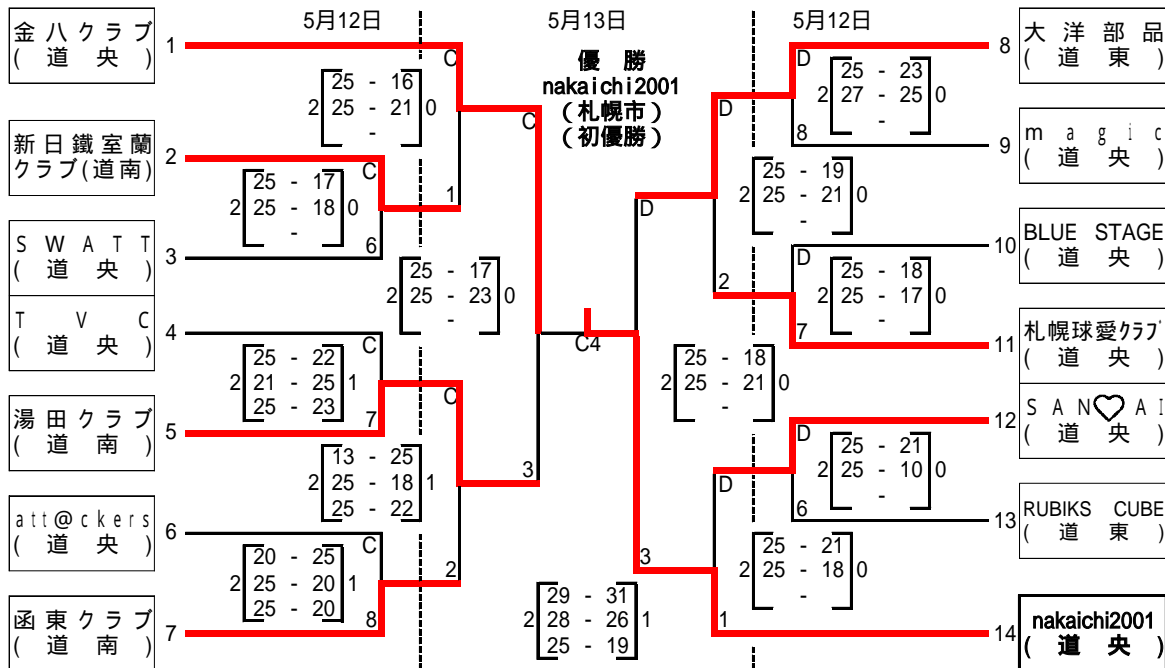 5月12日
5月13日
5月12日
金八クラブ
( 道 央 )
1
新日鐵室蘭
クラブ(道南)
2
S W A T T
( 道 央 )
3
T V C
( 道 央 )
4
湯田クラブ
( 道 南 )
5
att@ckers
( 道 央 )
6
函東クラブ
( 道 南 )
7
C
25 - 16
2 25 - 21 0
-
C
25 - 17
2 25 - 18 0
-
6
1
C
25 - 17
2 25 - 23 0
-
C
25 - 22
2 21 - 25 1
25 - 23
7
C
13 - 25
2 25 - 18 1
25 - 22
3
C
20 - 25
2 25 - 20 1
25 - 20
8
2
優 勝
nakaichi2001
(札幌市)
(初優勝)
C4
29 - 31
2 28 - 26 1
25 - 19
D
25 - 23
2 27 - 25 0
-
8
D
25 - 19
2 25 - 21 0
-
D
D
25 - 18
2 25 - 17 0
-
7
2
25 - 18
2 25 - 21 0
-
D
25 - 21
2 25 - 10 0
-
6
D
25 - 21
2 25 - 18 0
-
3
1
8
大洋部品
( 道 東 )
9
magic
( 道 央 )
10
BLUE STAGE
( 道 央 )
11
札幌球愛クラブ
( 道 央 )
12
SAN♡AI
( 道 央 )
13
RUBIKS CUBE
( 道 東 )
14
nakaichi2001
( 道 央 )